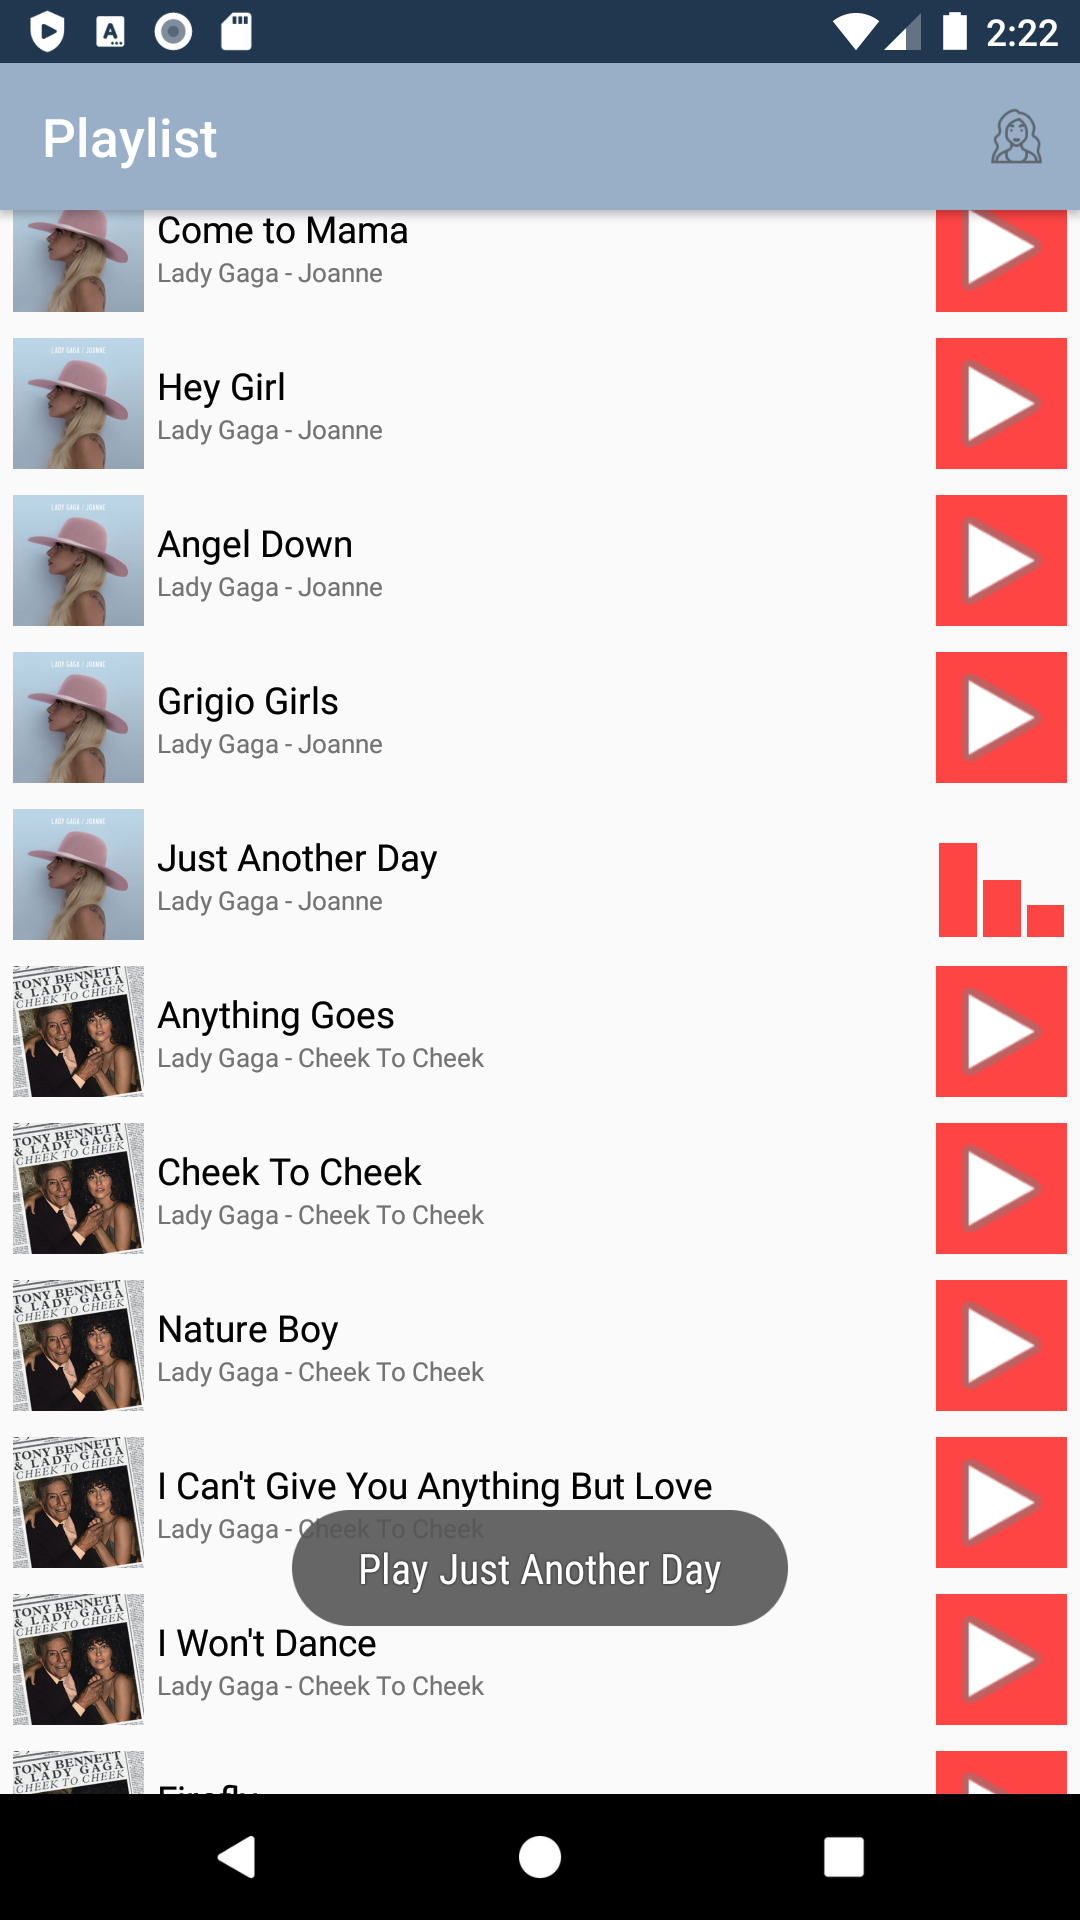 2:22
Playlist
Come to Mama
Lady Gaga - Joanne
LADY GAGA / JOANNE
Hey Girl
Lady Gaga - Joanne
LADY GAGA / JOANNE
Angel Down
Lady Gaga - Joanne
LADY GAGA / JOANNE
Grigio Girls
Lady Gaga - Joanne
LADY GAGA / JOANNE
Just Another Day
Lady Gaga - Joanne
TONY BENNETT
& LADY GAGA
CHEEK TO CHEEK
Anything Goes
Lady Gaga - Cheek To Cheek
TONY BENNETT
& LADY GAGA
CHEEK TO CHEEK
Cheek To Cheek
Lady Gaga - Cheek To Cheek
TONY BENNETT
& LADY GAGA
CHEEK TO CHEEK
Nature Boy
Lady Gaga - Cheek To Cheek
TONY BENNETT
& LADY GAGA
CHEEK TO CHEEK
I Can't Give You Anything But Love
Lady Gaga - Cheek To Cheek
Play Just Another Day
TONY BENNETT
& LADY GAGA
CHEEK TO CHEEK
I Won't Dance
Lady Gaga - Cheek To Cheek
TONY BENNETT
& LADY GAGA
CHEEK TO CHEEK
Firefly